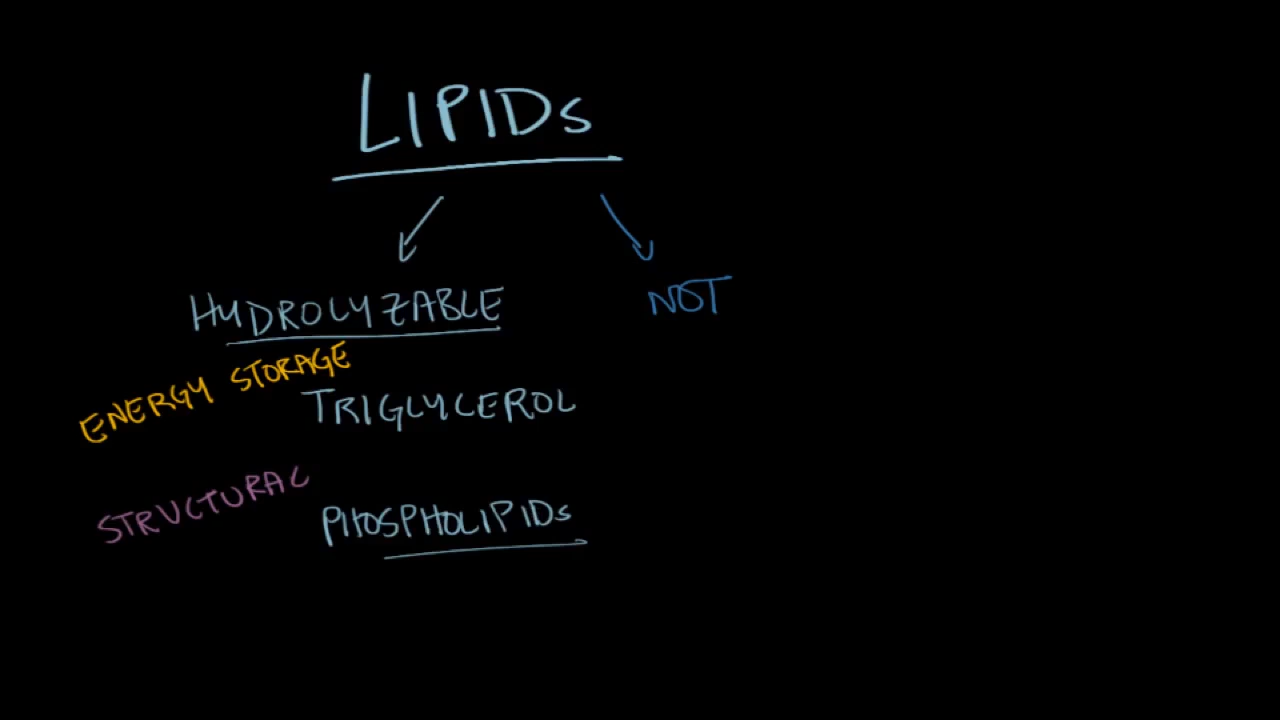 LIPIDs
HYDROLYZABLE
NOT
ENERGY STORAGE
TRIGLYCEROL
STRUCTURAL
PHOSPHOLIPIDs